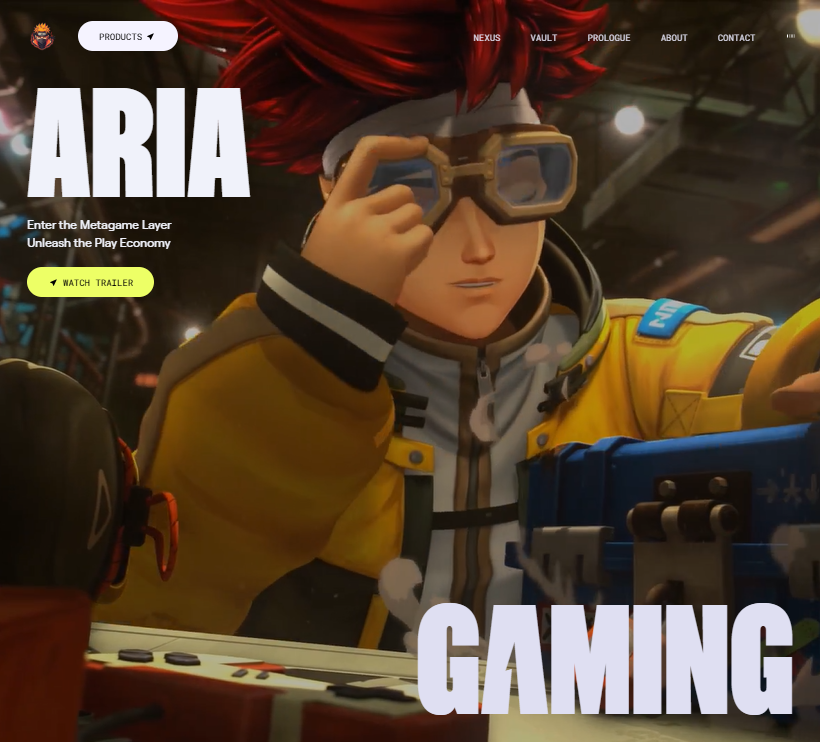 PRODUCTS
NEXUS
VAULT
PROLOGUE
ABOUT
CONTACT
ARIA
Enter the Metagame Layer
Unleash the Play Economy
WATCH TRAILER
GAMING